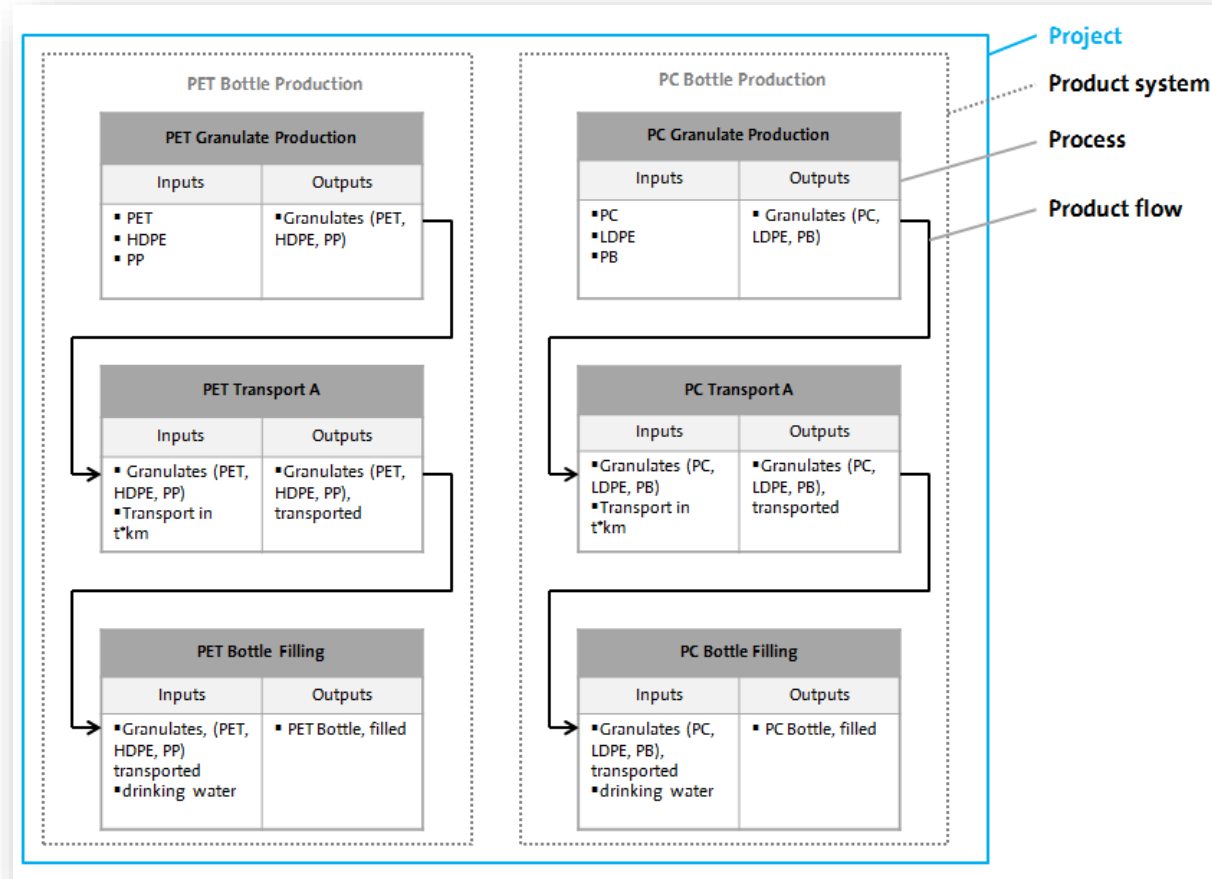 Project
Product system
Process
Product flow
PET Bottle Production
PET Granulate Production
Inputs
Outputs
▪ PET
▪ HDPE
▪ PP
▪Granulates (PET,
HDPE, PP)
PET Transport A
Inputs
Outputs
▪ Granulates (PET,
HDPE, PP)
▪Transport in
t*km
▪Granulates (PET,
HDPE, PP),
transported
PET Bottle Filling
Inputs
Outputs
▪Granulates, (PET,
HDPE, PP)
transported
▪drinking water
▪ PET Bottle, filled
PC Bottle Production
PC Granulate Production
Inputs
Outputs
▪PC
▪LDPE
▪PB
▪ Granulates (PC,
LDPE, PB)
PC Transport A
Inputs
Outputs
▪Granulates (PC,
LDPE, PB)
▪Transport in
t*km
▪Granulates (PC,
LDPE, PB),
transported
PC Bottle Filling
Inputs
Outputs
▪Granulates (PC,
LDPE, PB),
transported
▪drinking water
▪ PC Bottle, filled